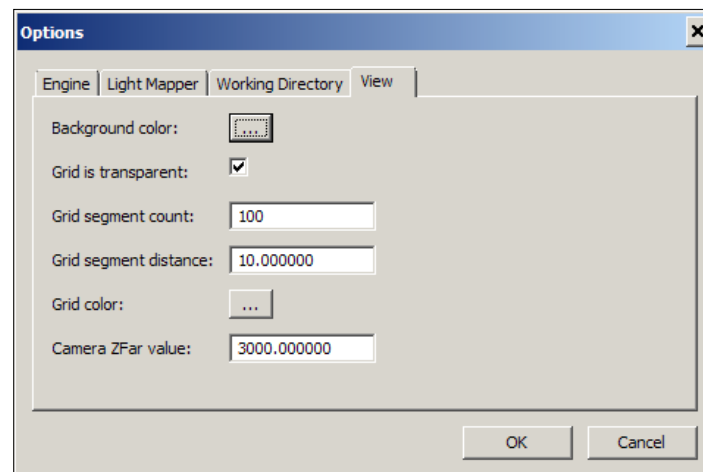 Options
Engine Light Mapper Working Directory View
Background color: ...
Grid is transparent:
Grid segment count: 100
Grid segment distance: 10.000000
Grid color: ...
Camera ZFar value: 3000.000000
OK Cancel